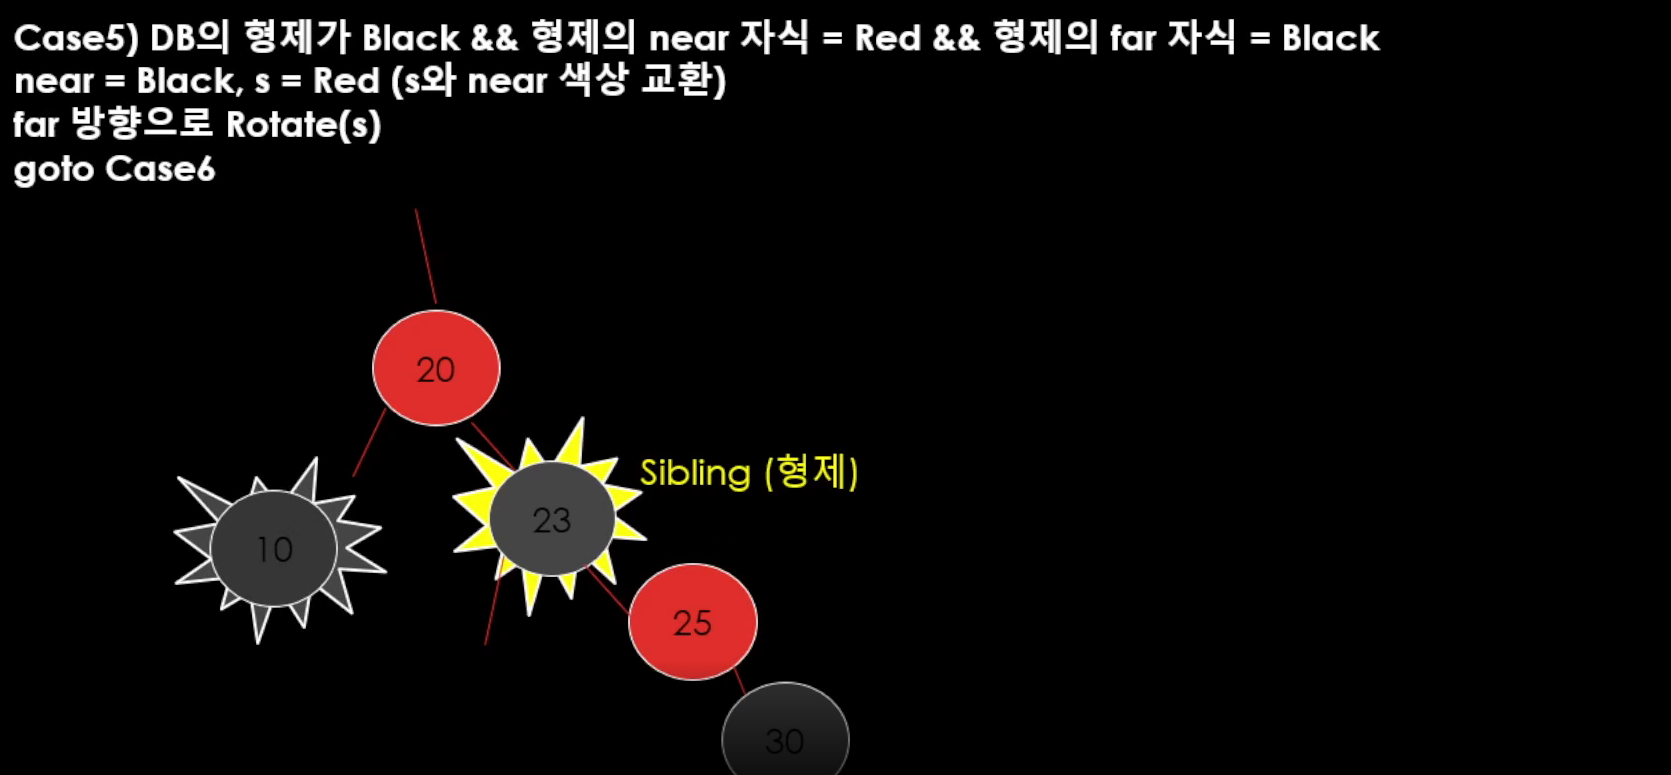 Case5) DB의 형제가 Black && 형제의 near 자식 = Red && 형제의 far 자식 = Black
near = Black, s = Red (s와 near 색상 교환)
far 방향으로 Rotate(s)
goto Case6
20
Sibling (형제)
23
10
25
30